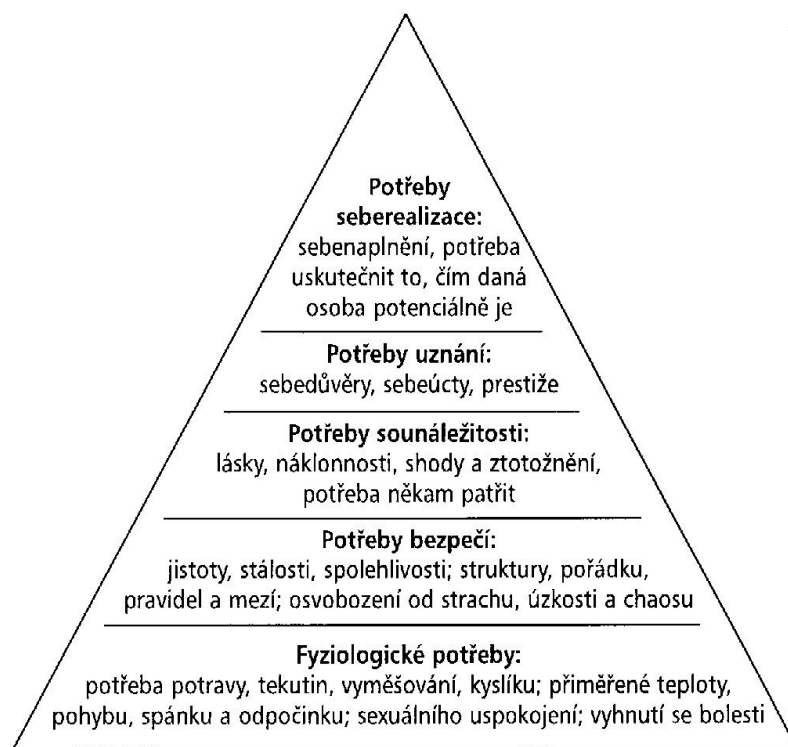 Potřeby
seberealizace:
sebenaplnění, potřeba
uskutečnit to, čím daná
osoba potenciálně je
Potřeby uznání:
sebedůvěry, sebeúcty, prestiže
Potřeby sounáležitosti:
lásky, náklonnosti, shody a ztotožnění,
potřeba někam patřit
Potřeby bezpečí:
jistoty, stálosti, spolehlivosti; struktury, pořádku,
pravidel a mezí; osvobození od strachu, úzkosti a chaosu
Fyziologické potřeby:
potřeba potravy, tekutin, vyměšování, kyslíku; přiměřené teploty,
pohybu, spánku a odpočinku; sexuálního uspokojení; vyhnutí se bolesti